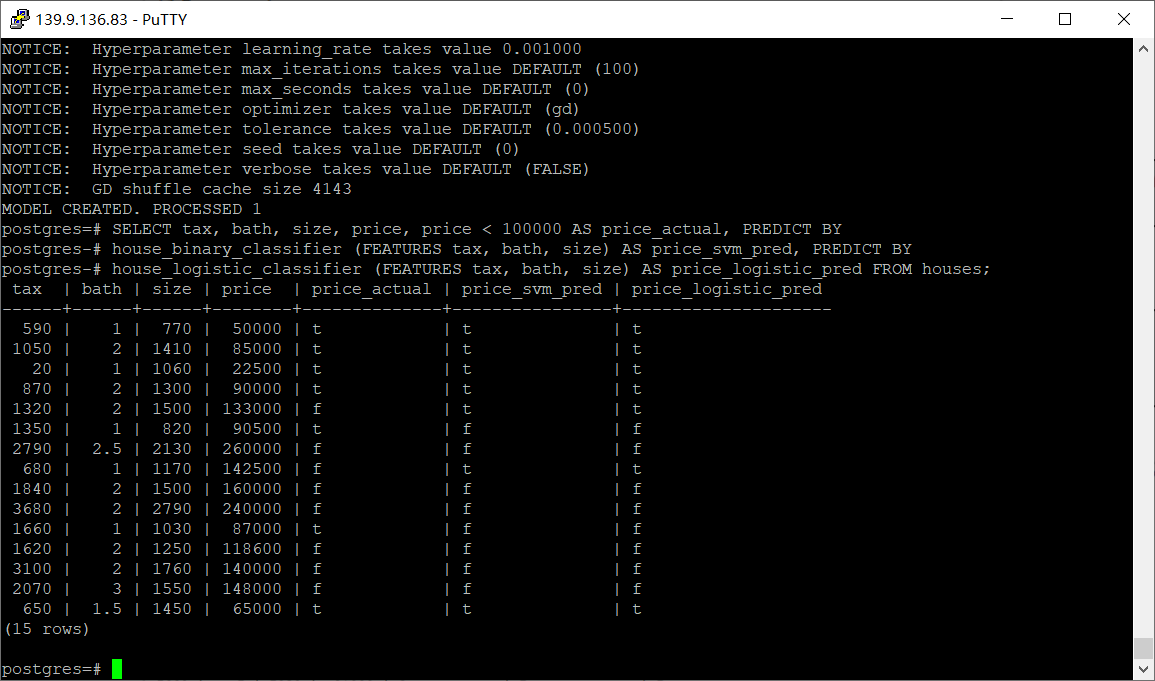 139.9.136.83 - PuTTY
NOTICE:  Hyperparameter learning_rate takes value 0.001000
NOTICE:  Hyperparameter max_iterations takes value DEFAULT (100)
NOTICE:  Hyperparameter max_seconds takes value DEFAULT (0)
NOTICE:  Hyperparameter optimizer takes value DEFAULT (gd)
NOTICE:  Hyperparameter tolerance takes value DEFAULT (0.000500)
NOTICE:  Hyperparameter seed takes value DEFAULT (0)
NOTICE:  Hyperparameter verbose takes value DEFAULT (FALSE)
NOTICE:  GD shuffle cache size 4143
MODEL CREATED. PROCESSED 1
postgres=# SELECT tax, bath, size, price, price < 100000 AS price_actual, PREDICT BY
postgres-# house_binary_classifier (FEATURES tax, bath, size) AS price_svm_pred, PREDICT BY
postgres-# house_logistic_classifier (FEATURES tax, bath, size) AS price_logistic_pred FROM houses;
 tax  | bath | size | price  | price_actual | price_svm_pred | price_logistic_pred
------+------+------+--------+--------------+----------------+---------------------
  590 |    1 |  770 |  50000 | t            | t              | t
 1050 |    2 | 1410 |  85000 | t            | t              | t
   20 |    1 | 1060 |  22500 | t            | t              | t
  870 |    2 | 1300 |  90000 | t            | t              | t
 1320 |    2 | 1500 | 133000 | f            | t              | t
 1350 |    1 |  820 |  90500 | t            | f              | f
 2790 |  2.5 | 2130 | 260000 | f            | f              | f
  680 |    1 | 1170 | 142500 | f            | t              | t
 1840 |    2 | 1500 | 160000 | f            | f              | f
 3680 |    2 | 2790 | 240000 | f            | f              | f
 1660 |    1 | 1030 |  87000 | t            | f              | f
 1620 |    2 | 1250 | 118600 | f            | f              | f
 3100 |    2 | 1760 | 140000 | f            | f              | f
 2070 |    3 | 1550 | 148000 | f            | f              | f
  650 |  1.5 | 1450 |  65000 | t            | t              | t
(15 rows)
postgres=#